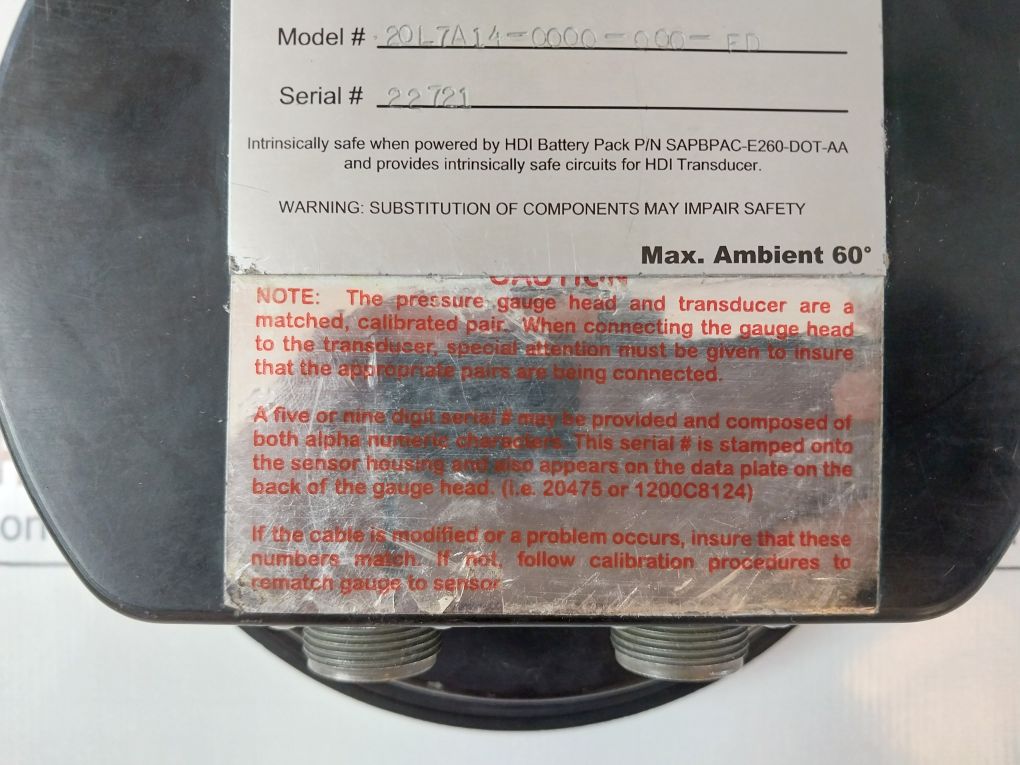 Model # 20L7A14-0000-000-ED
Serial # 22721
Intrinsically safe when powered by HDI Battery Pack P/N SAPBPAC-E260-DOT-AA
and provides intrinsically safe circuits for HDI Transducer.
WARNING: SUBSTITUTION OF COMPONENTS MAY IMPAIR SAFETY
Max. Ambient 60°
CAUTION
NOTE: The pressure gauge head and transducer are a
matched, calibrated pair. When connecting the gauge head
to the transducer, special attention must be given to insure
that the appropriate pairs are being connected.
A five or nine digit serial # may be provided and composed of
both alpha numeric characters. This serial # is stamped onto
the sensor housing and also appears on the data plate on the
back of the gauge head. (i.e. 20475 or 1200C8124)
If the cable is modified or a problem occurs, insure that these
numbers match. If not, follow calibration procedures to
rematch gauge to sensor